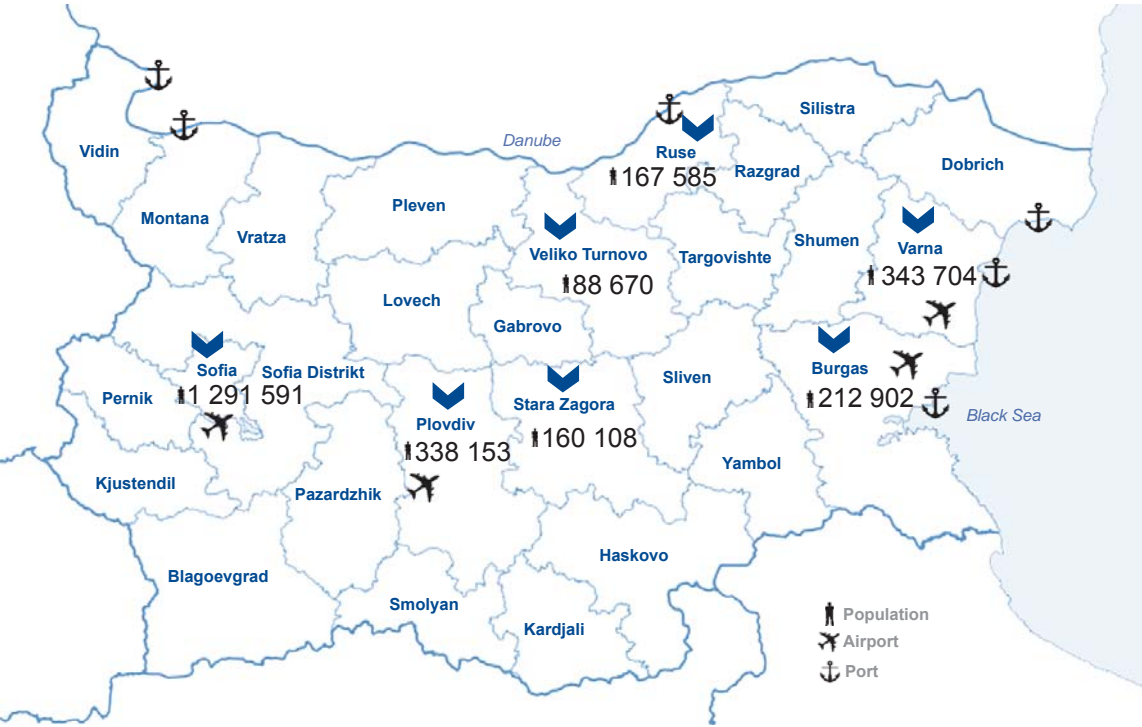 Silistra
Danube
Ruse
Vidin
Dobrich
Razgrad
167 585
Pleven
Montana
Vratza
Shumen
Varna
Veliko Turnovo
Targovishte
343 704
88 670
Lovech
Gabrovo
Sofia
Sofia Distrikt
Burgas
Sliven
Pernik
1 291 591
212 902
Stara Zagora
Black Sea
Plovdiv
160 108
338 153
Yambol
Kjustendil
Pazardzhik
Haskovo
Blagoevgrad
Smolyan
Kardjali
Population
Airport
Port